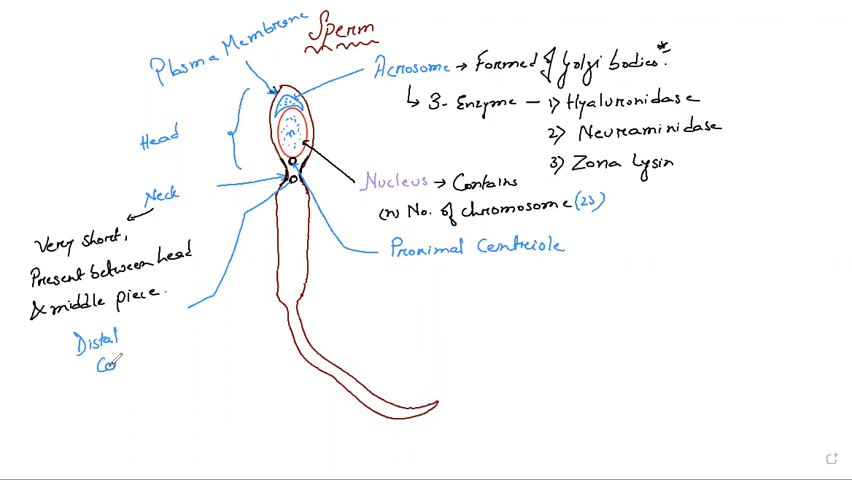 Sperm
Plasma Membrane
Acrosome → Formed of Golgi bodies*.
↳ 3 - Enzyme - 1) Hyaluronidase
2) Neuraminidase
3) Zona Lysin
Head
n
Nucleus → Contains
(n) No. of chromosome (23)
Neck
Very short,
Present between head
& middle piece.
Proximal Centriole
Distal
Ce